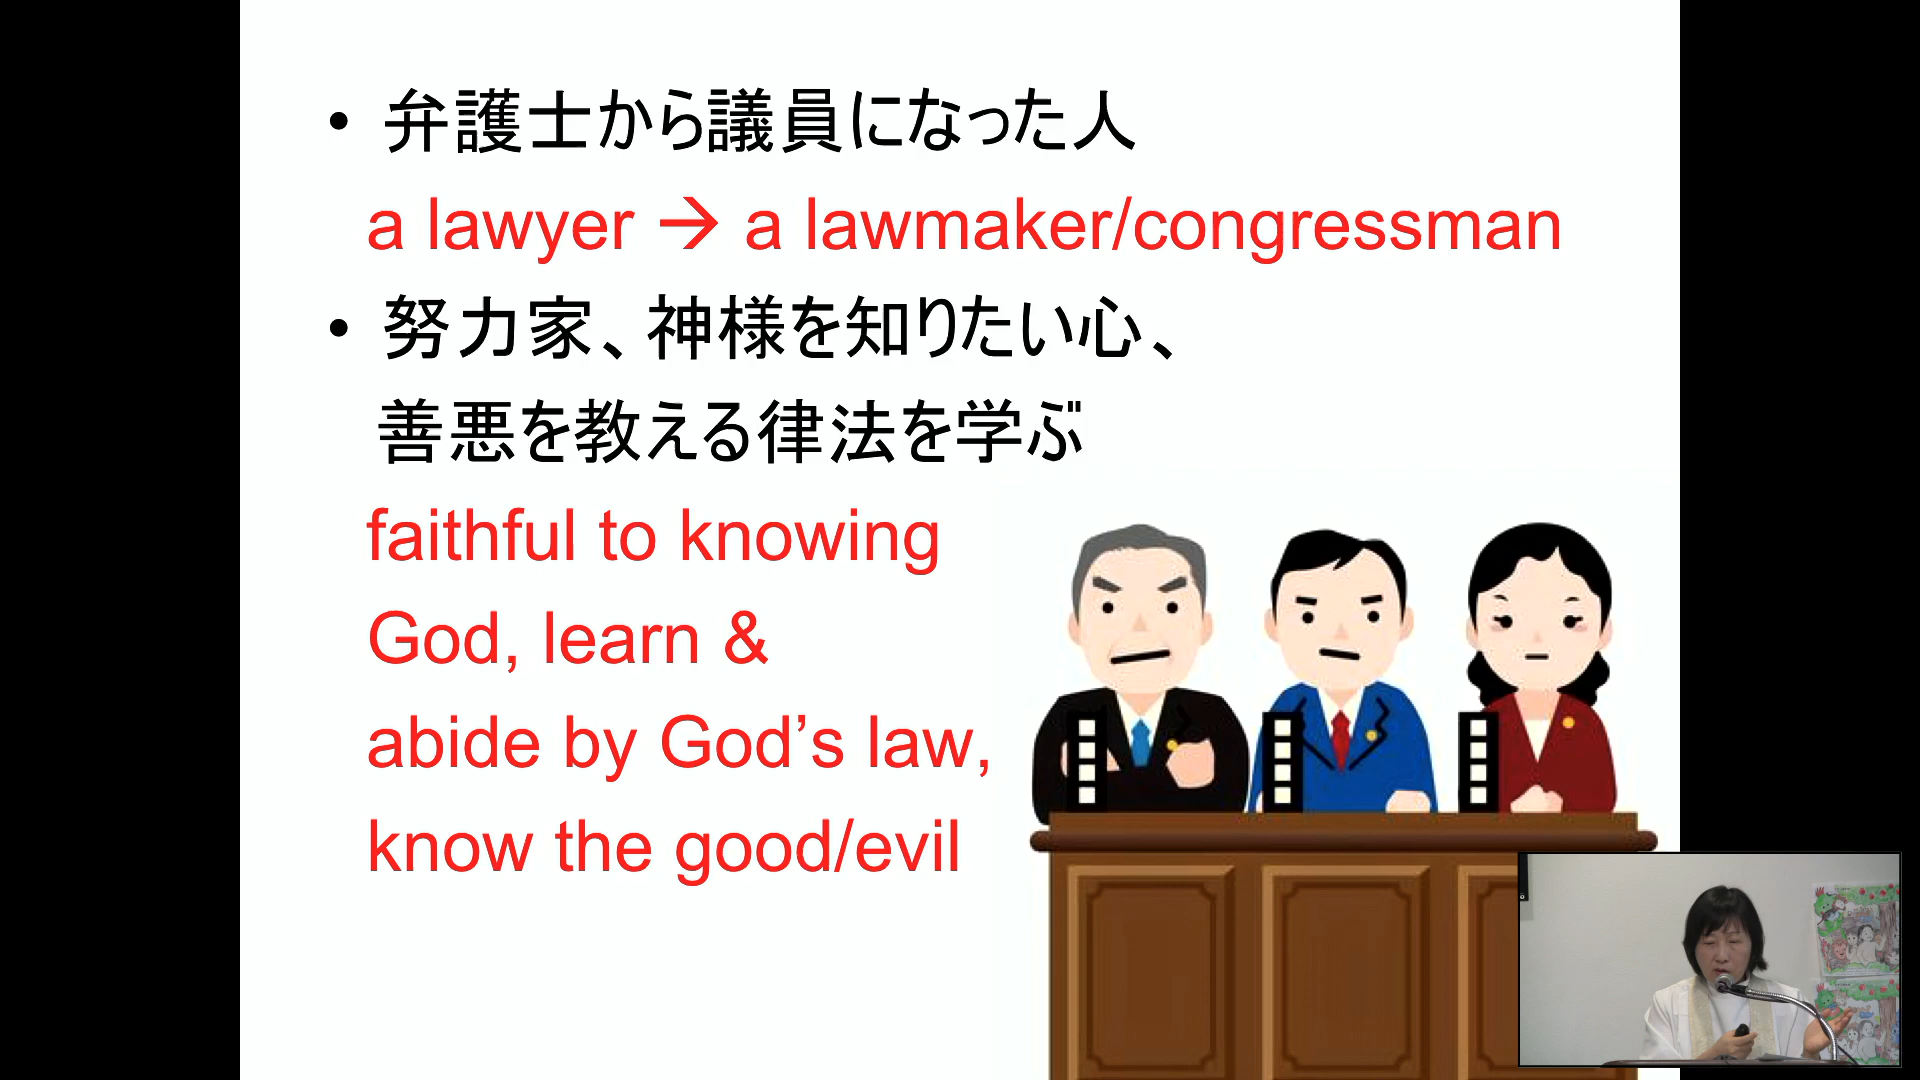 • 弁護士から議員になった人
a lawyer → a lawmaker/congressman
• 努力家、神様を知りたい心、
善悪を教える律法を学ぶ
faithful to knowing
God, learn &
abide by God’s law,
know the good/evil